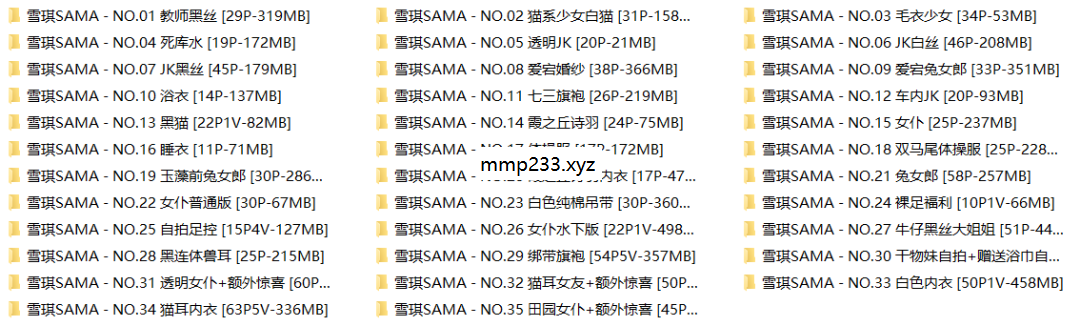 雪琪SAMA - NO.01 教师黑丝 [29P-319MB]
雪琪SAMA - NO.02 猫系少女白猫 [31P-158...
雪琪SAMA - NO.03 毛衣少女 [34P-53MB]
雪琪SAMA - NO.04 死库水 [19P-172MB]
雪琪SAMA - NO.05 透明JK [20P-21MB]
雪琪SAMA - NO.06 JK白丝 [46P-208MB]
雪琪SAMA - NO.07 JK黑丝 [45P-179MB]
雪琪SAMA - NO.08 爱宕婚纱 [38P-366MB]
雪琪SAMA - NO.09 爱宕兔女郎 [33P-351MB]
雪琪SAMA - NO.10 浴衣 [14P-137MB]
雪琪SAMA - NO.11 七三旗袍 [26P-219MB]
雪琪SAMA - NO.12 车内JK [20P-93MB]
雪琪SAMA - NO.13 黑猫 [22P1V-82MB]
雪琪SAMA - NO.14 霞之丘诗羽 [24P-75MB]
雪琪SAMA - NO.15 女仆 [25P-237MB]
雪琪SAMA - NO.16 睡衣 [11P-71MB]
雪琪SAMA - NO.17 体操服 [17P-172MB]
雪琪SAMA - NO.18 双马尾体操服 [25P-228...
mmp233.xyz
雪琪SAMA - NO.19 玉藻前兔女郎 [30P-286...
雪琪SAMA - 内衣 [17P-47...
雪琪SAMA - NO.21 兔女郎 [58P-257MB]
雪琪SAMA - NO.22 女仆普通版 [30P-67MB]
雪琪SAMA - NO.23 白色纯棉吊带 [30P-360...
雪琪SAMA - NO.24 裸足福利 [10P1V-66MB]
雪琪SAMA - NO.25 自拍足控 [15P4V-127MB]
雪琪SAMA - NO.26 女仆水下版 [22P1V-498...
雪琪SAMA - NO.27 牛仔黑丝大姐姐 [51P-44...
雪琪SAMA - NO.28 黑连体兽耳 [25P-215MB]
雪琪SAMA - NO.29 绑带旗袍 [54P5V-357MB]
雪琪SAMA - NO.30 干物妹自拍+赠送浴巾自...
雪琪SAMA - NO.31 透明女仆+额外惊喜 [60P...
雪琪SAMA - NO.32 猫耳女友+额外惊喜 [50P...
雪琪SAMA - NO.33 白色内衣 [50P1V-458MB]
雪琪SAMA - NO.34 猫耳内衣 [63P5V-336MB]
雪琪SAMA - NO.35 田园女仆+额外惊喜 [45P...